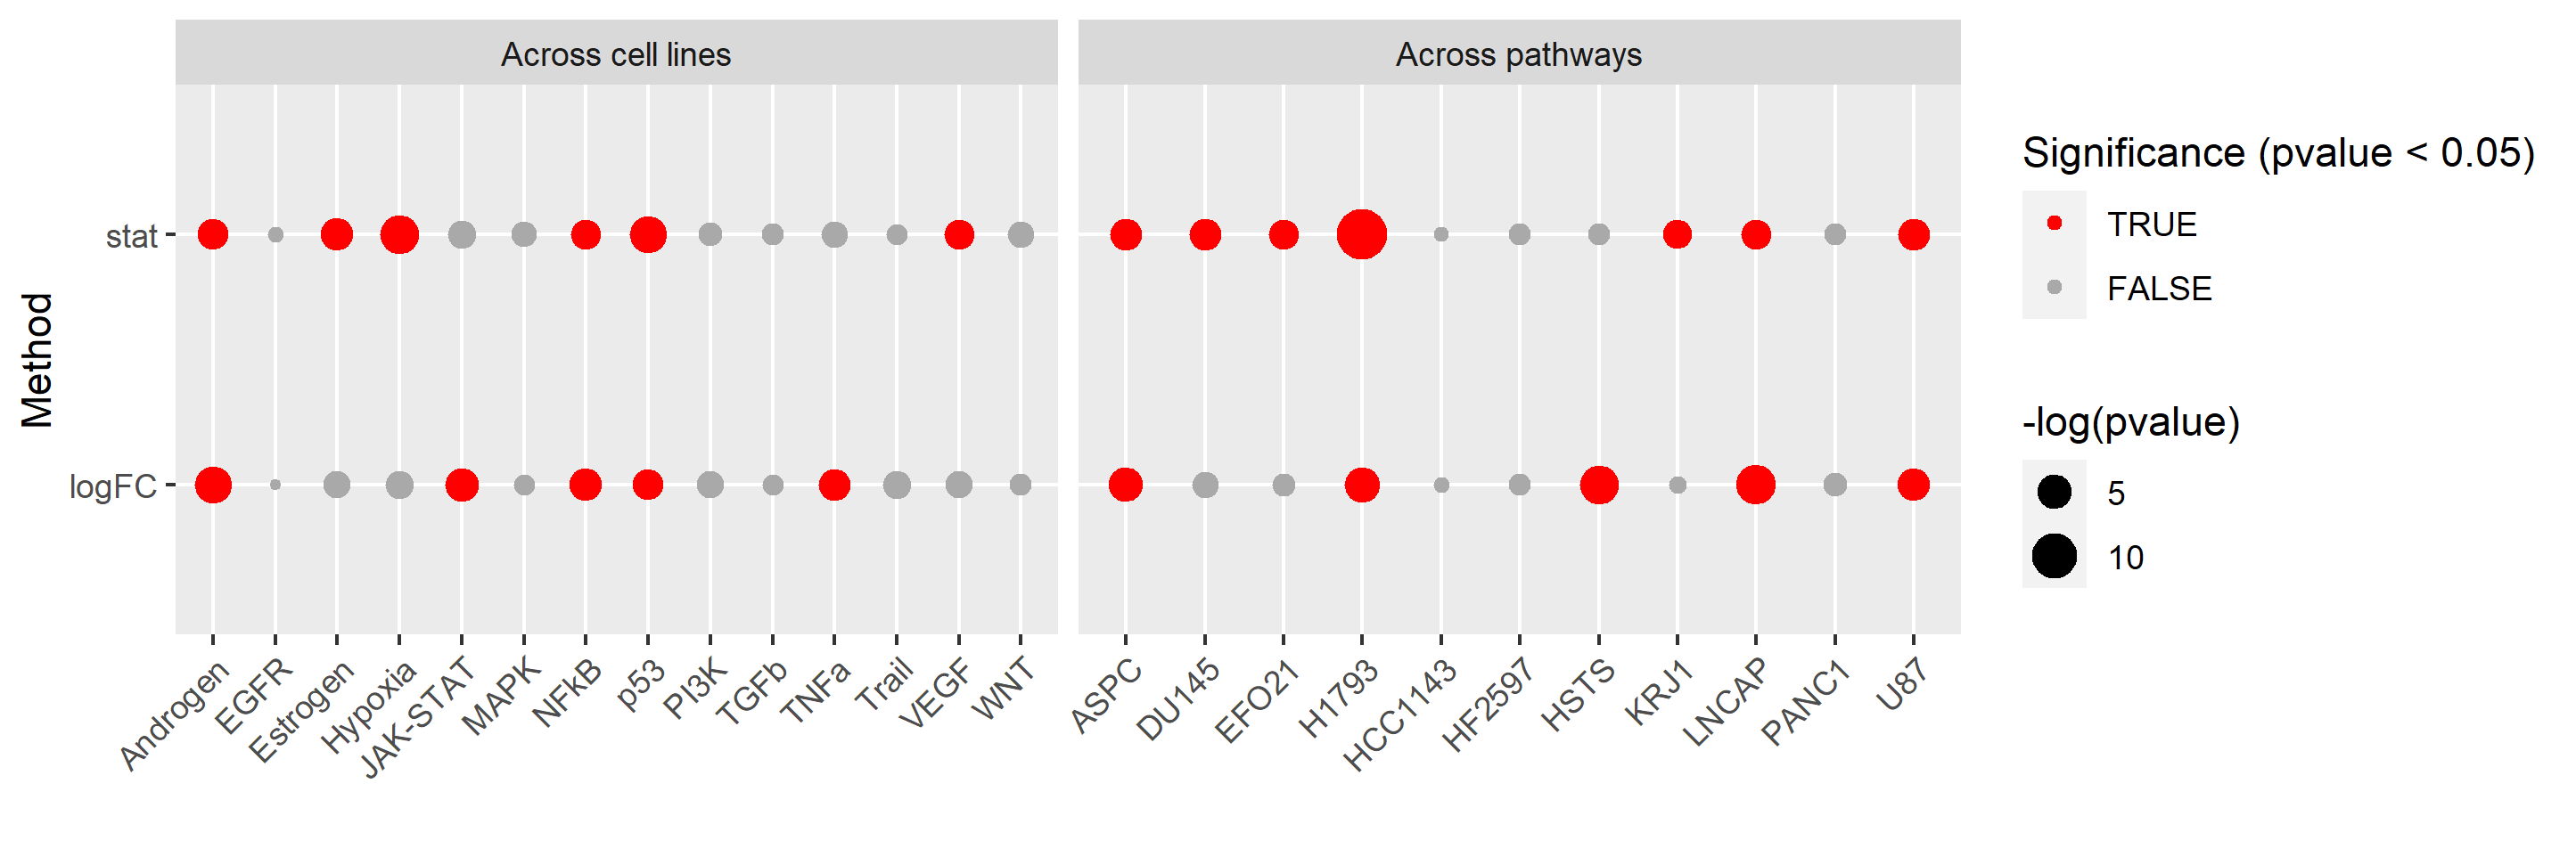 Across cell lines
Across pathways
Method
stat
logFC
Androgen
EGFR
Estrogen
Hypoxia
JAK-STAT
MAPK
NFkB
p53
PI3K
TGFb
TNFa
Trail
VEGF
WNT
ASPC
DU145
EFO21
H1793
HCC1143
HF2597
HSTS
KRJ1
LNCAP
PANC1
U87
Significance (pvalue < 0.05)
TRUE
FALSE
-log(pvalue)
5
10